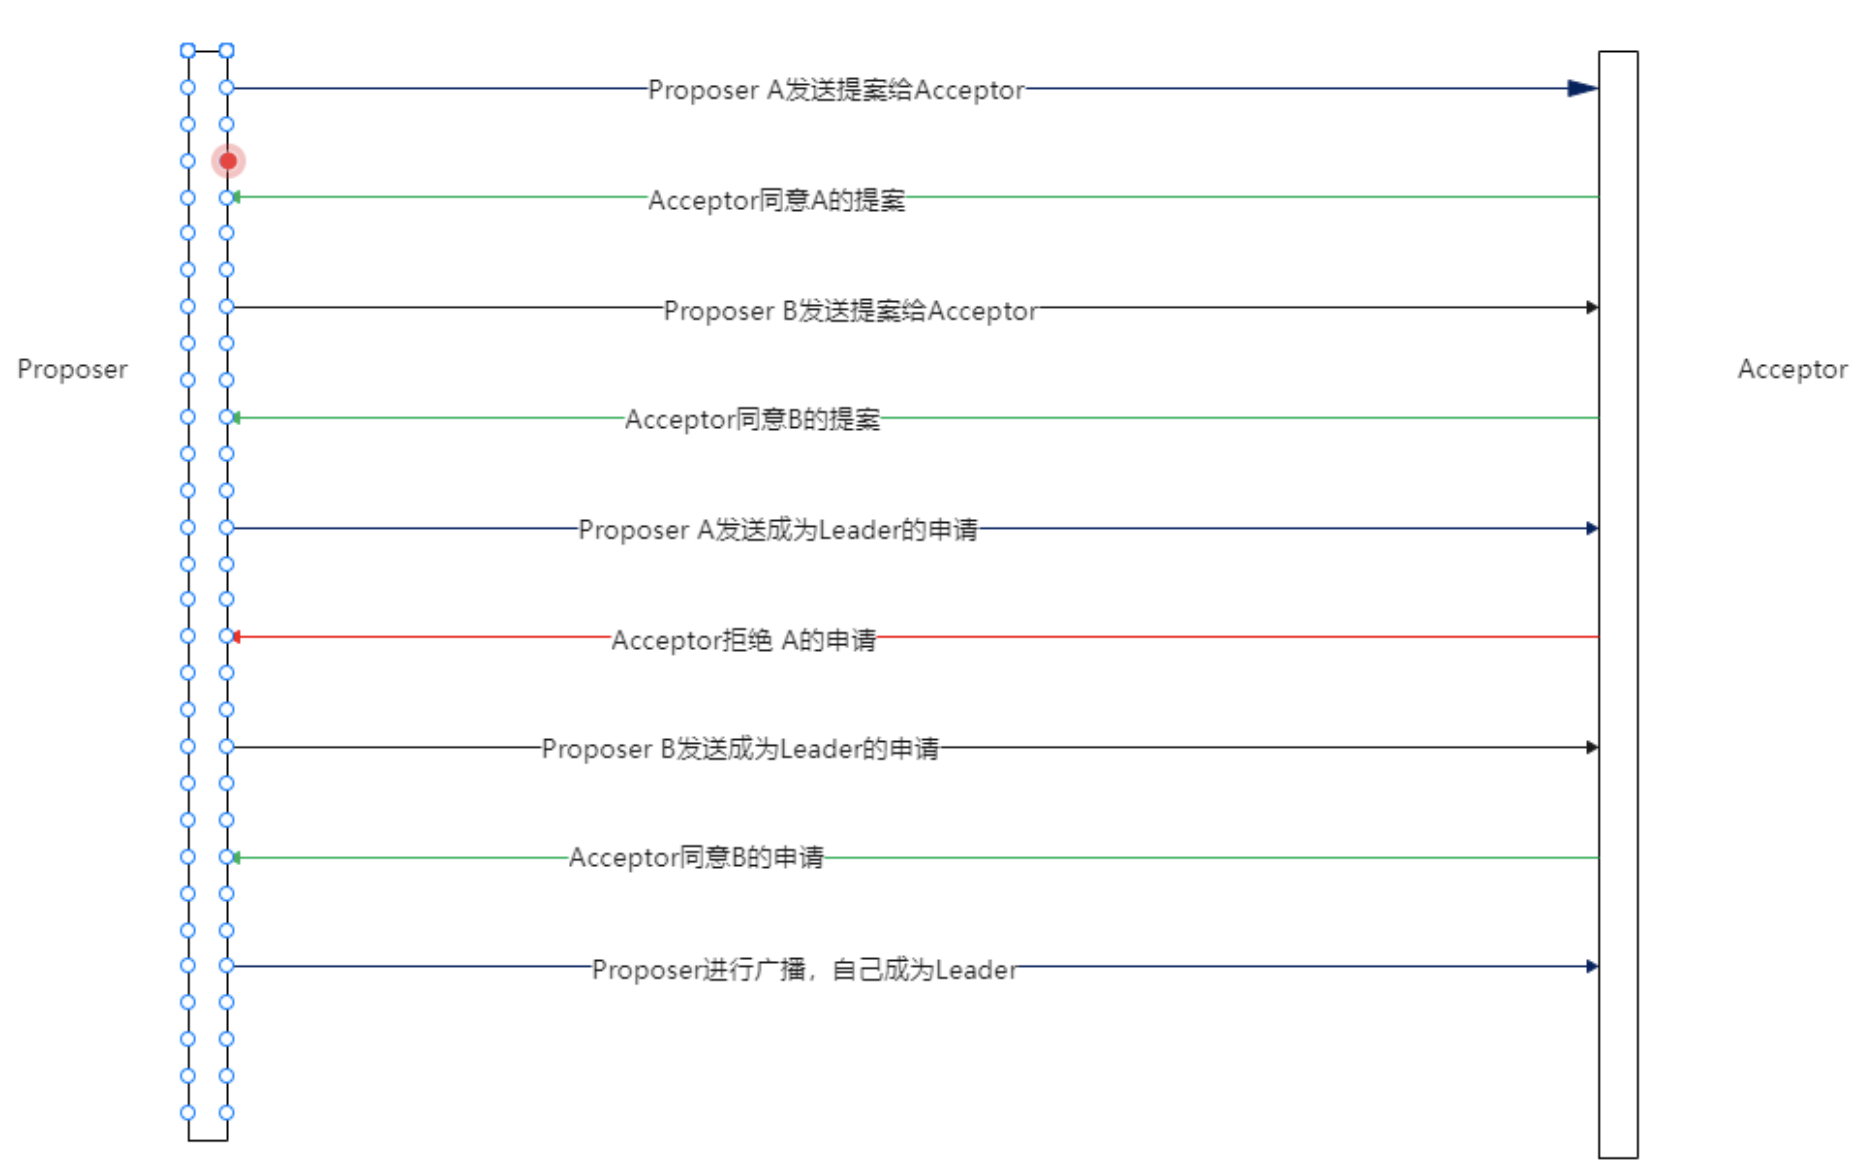 Proposer A发送提案给Acceptor
Acceptor同意A的提案
Proposer B发送提案给Acceptor
Proposer
Acceptor
Acceptor同意B的提案
Proposer A发送成为Leader的申请
Acceptor拒绝 A的申请
Proposer B发送成为Leader的申请
Acceptor同意B的申请
Proposer进行广播，自己成为Leader